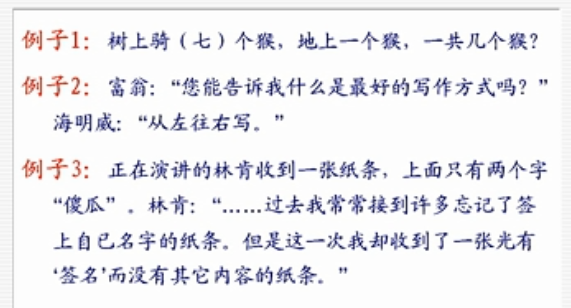 例子1： 树上骑（七）个猴，地上一个猴，一共几个猴？
例子2： 富翁：“您能告诉我什么是最好的写作方式吗？”
海明威：“从左往右写。”
例子3： 正在演讲的林肯收到一张纸条，上面只有两个字
“傻瓜”。林肯：“……过去我常常接到许多忘记了签
上自己名字的纸条。但是这一次我却收到了一张光有
‘签名’而没有其它内容的纸条。”